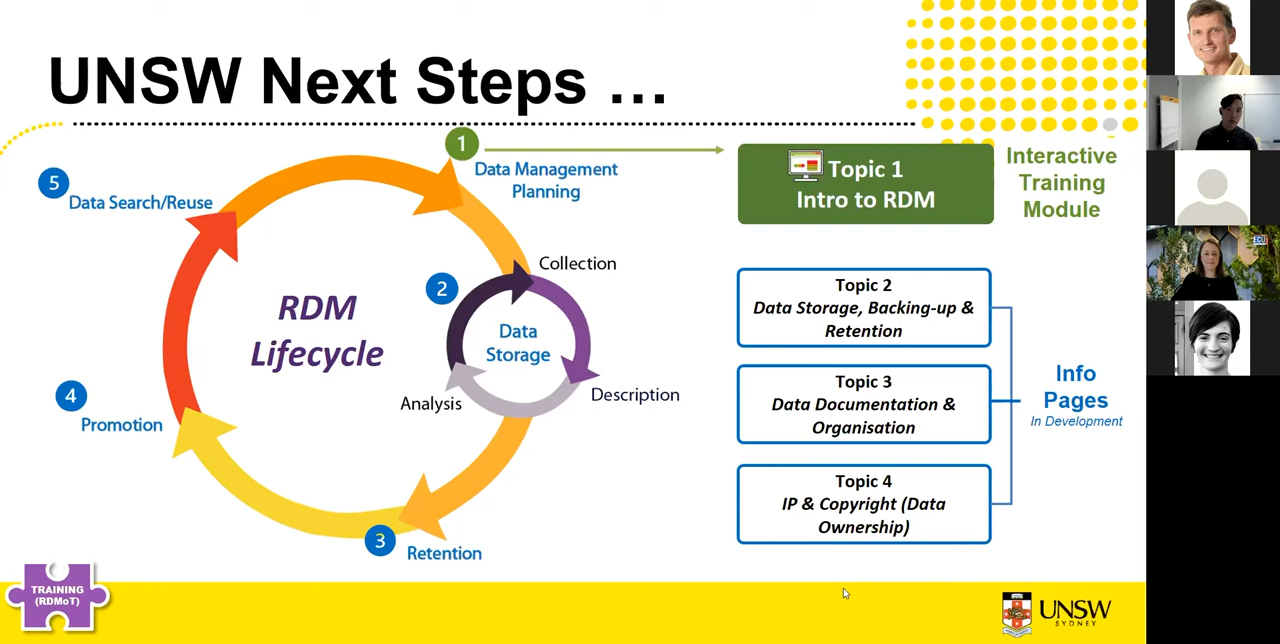 UNSW Next Steps ...
1
Data Management
Planning
5
Data Search/Reuse
2
Collection
RDM
Lifecycle
Data
Storage
Analysis
Description
4
Promotion
3
Retention
Topic 1
Intro to RDM
Interactive
Training
Module
Topic 2
Data Storage, Backing-up &
Retention
Topic 3
Data Documentation &
Organisation
Topic 4
IP & Copyright (Data
Ownership)
Info
Pages
In Development
TRAINING
(RDMoT)
UNSW
SYDNEY
ECU